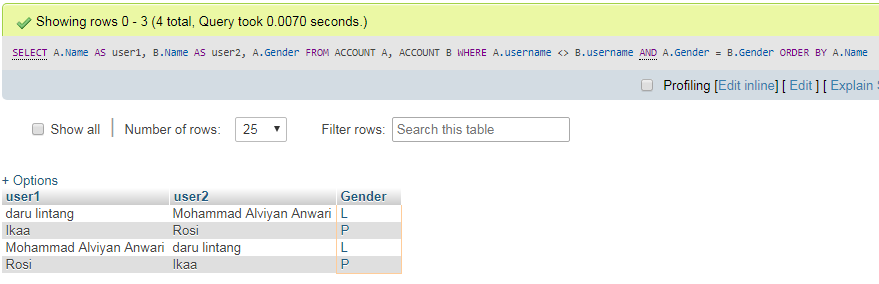 Showing rows 0 - 3 (4 total, Query took 0.0070 seconds.)
SELECT A.Name AS user1, B.Name AS user2, A.Gender FROM ACCOUNT A, ACCOUNT B WHERE A.username <> B.username AND A.Gender = B.Gender ORDER BY A.Name
Profiling [Edit inline] [ Edit ] [ Explain
Show all | Number of rows: 25 Filter rows: Search this table
+ Options
user1 user2 Gender
daru lintang Mohammad Alviyan Anwari L
Ikaa Rosi P
Mohammad Alviyan Anwari daru lintang L
Rosi Ikaa P